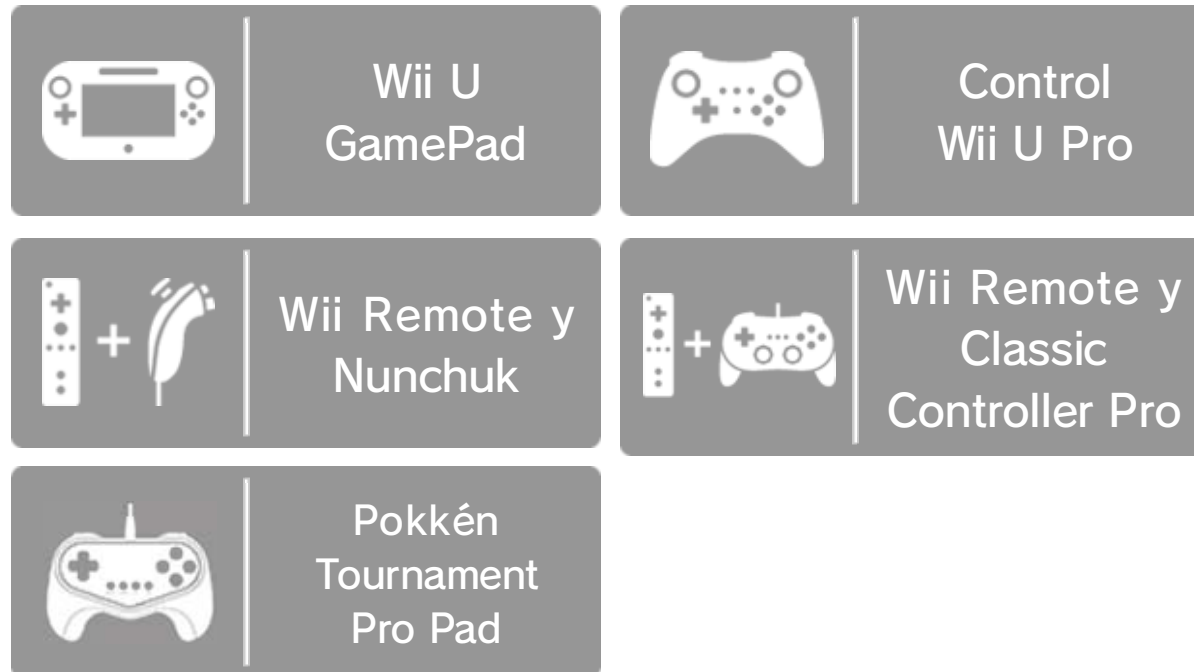 Wii U
GamePad
Control
Wii U Pro
Wii Remote y
Nunchuk
Wii Remote y
Classic
Controller Pro
Pokkén
Tournament
Pro Pad